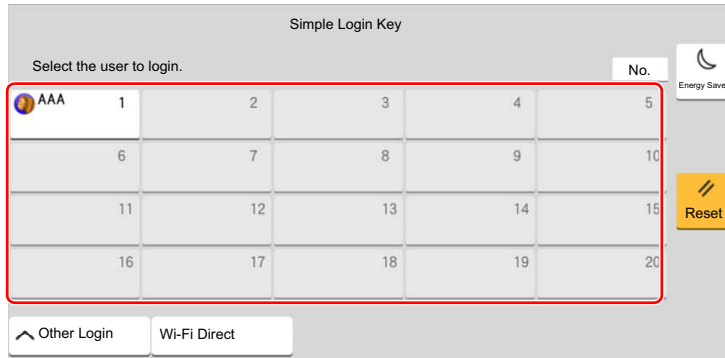 Simple Login Key
Select the user to login.
No.
Energy Save
AAA 1 2 3 4 5
6 7 8 9 10
11 12 13 14 15
Reset
16 17 18 19 20
Other Login Wi-Fi Direct